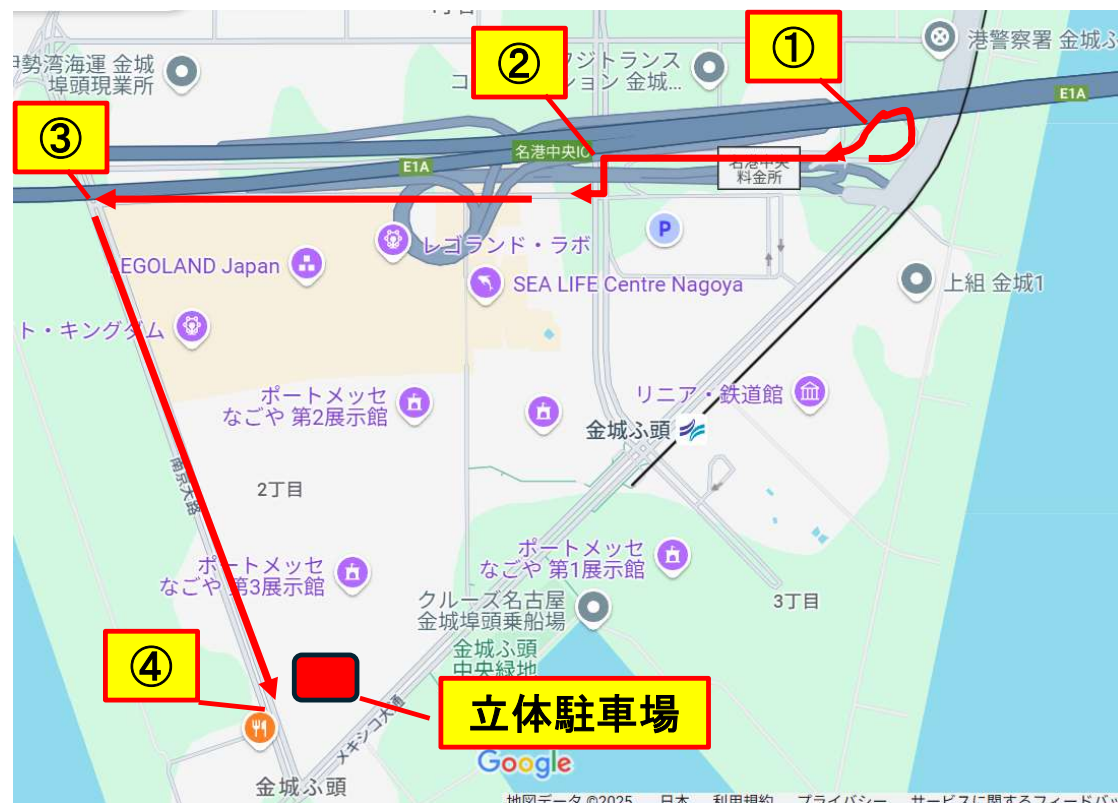 1丁目
勢湾海運 金城
埠頭現業所
フジトランス
金城...
港警察署 金城ふ
①
②
③
E1A
E1A
名港中央IC
名港中央
料金所
P
レゴランド・ラボ
LEGOLAND Japan
SEA LIFE Centre Nagoya
上組 金城1
ト・キングダム
ポートメッセ
なごや 第2展示館
リニア・鉄道館
金城ふ頭
南京大路
2丁目
ポートメッセ
なごや 第3展示館
ポートメッセ
なごや 第1展示館
3丁目
クルーズ名古屋
金城埠頭乗船場
金城ふ頭
中央緑地
④
立体駐車場
メキシコ大通
Google
金城ふ頭
地図データ ©2025 日本 利用規約 プライバシー サービスに関するフィードバッ